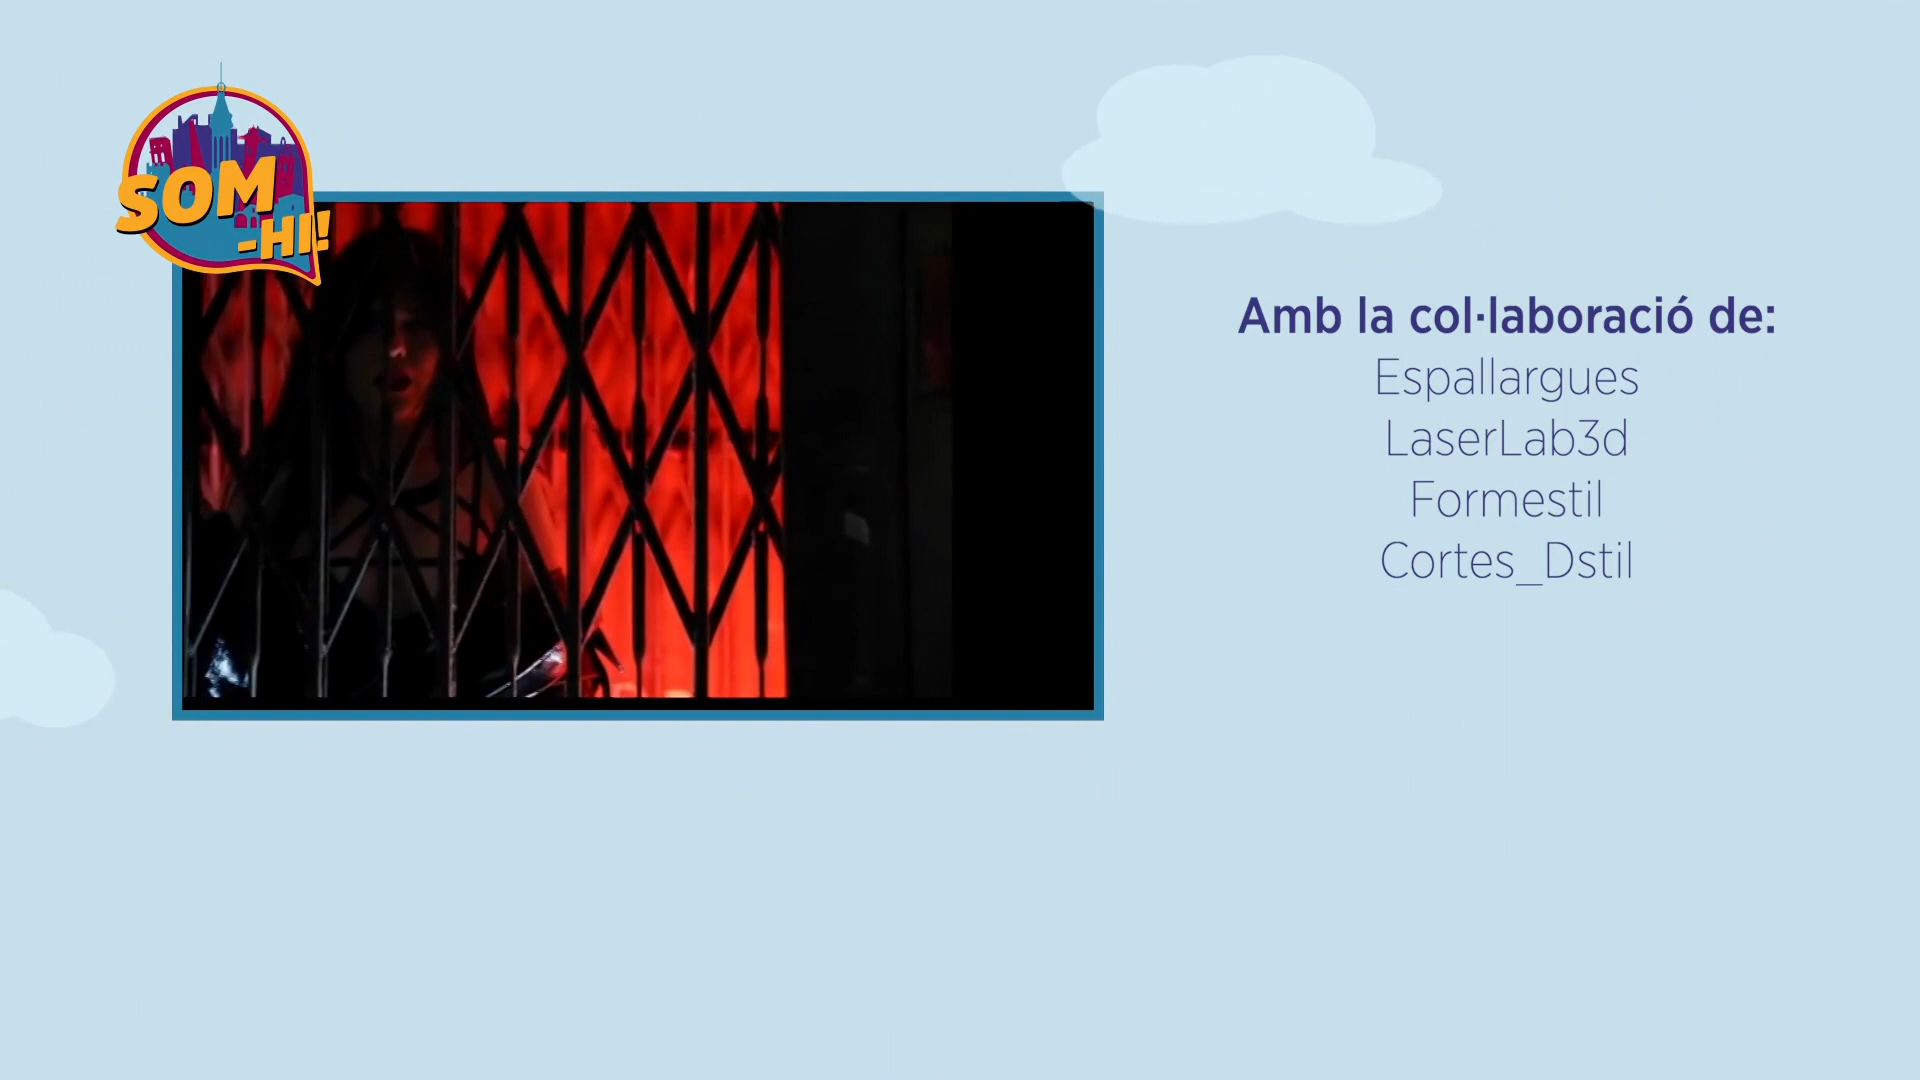 SOM
-HI!
Amb la col·laboració de:
Espallargues
LaserLab3d
Formestil
Cortes_Dstil